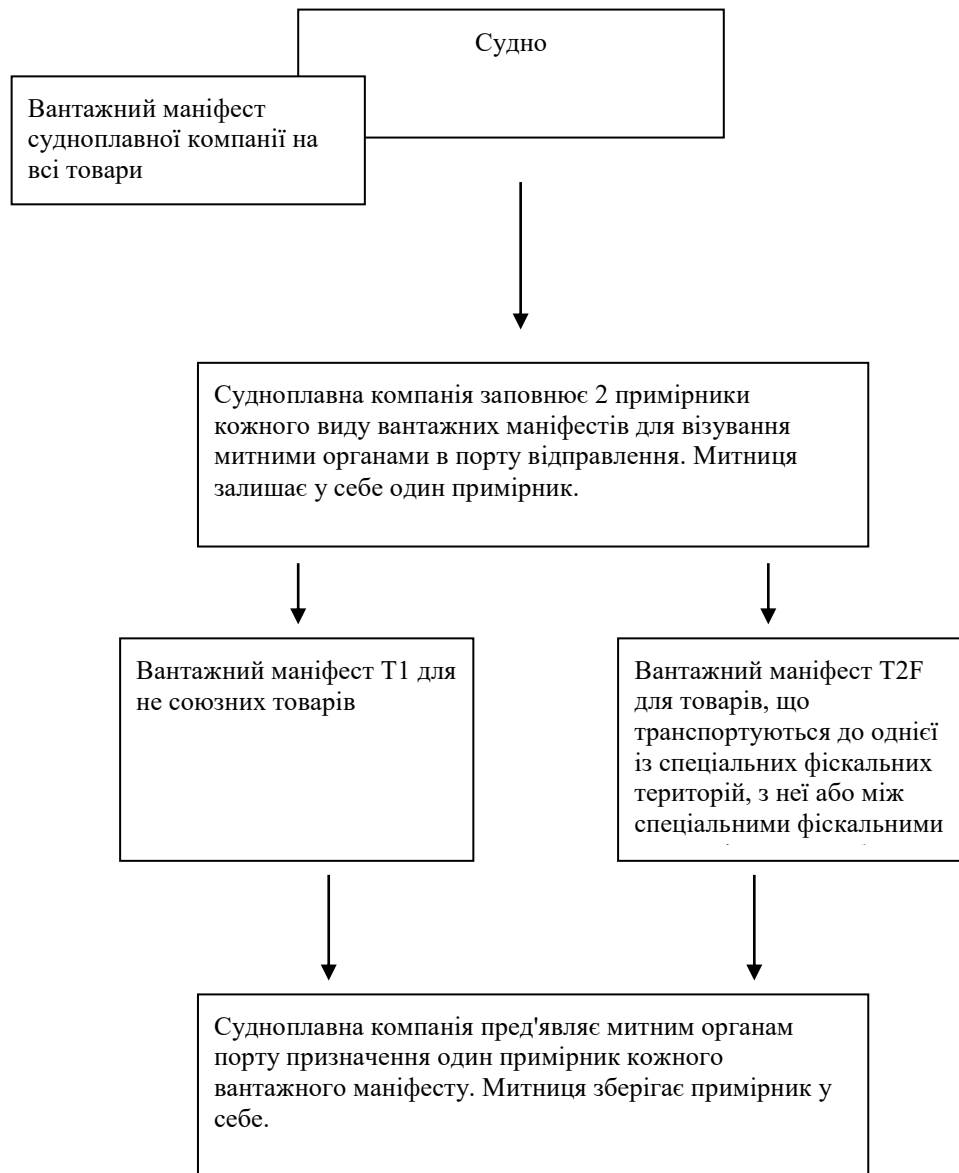 Судно
Вантажний маніфест
судноплавної компанії на
всі товари
Судноплавна компанія заповнює 2 примірники
кожного виду вантажних маніфестів для візування
митними органами в порту відправлення. Митниця
залишає у себе один примірник.
Вантажний маніфест Т1 для
не союзних товарів
Вантажний маніфест T2F
для товарів, що
транспортуються до однієї
із спеціальних фіскальних
територій, з неї або між
спеціальними фіскальними
Судноплавна компанія пред'являє митним органам
порту призначення один примірник кожного
вантажного маніфесту. Митниця зберігає примірник у
себе.